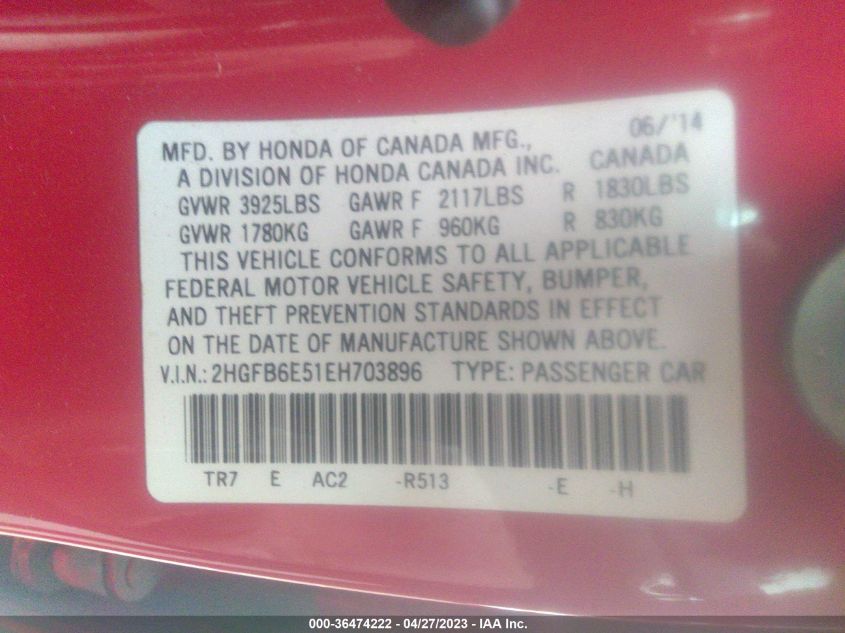 06/'14
MFD. BY HONDA OF CANADA MFG.,
A DIVISION OF HONDA CANADA INC. CANADA
GVWR 3925LBS GAWR F 2117LBS R 1830LBS
GVWR 1780KG GAWR F 960KG R 830KG
THIS VEHICLE CONFORMS TO ALL APPLICABLE
FEDERAL MOTOR VEHICLE SAFETY, BUMPER,
AND THEFT PREVENTION STANDARDS IN EFFECT
ON THE DATE OF MANUFACTURE SHOWN ABOVE.
V.I.N.: 2HGFB6E51EH703896 TYPE: PASSENGER CAR
TR7 E AC2 -R513 -E -H
000-36474222 - 04/27/2023 - IAA Inc.